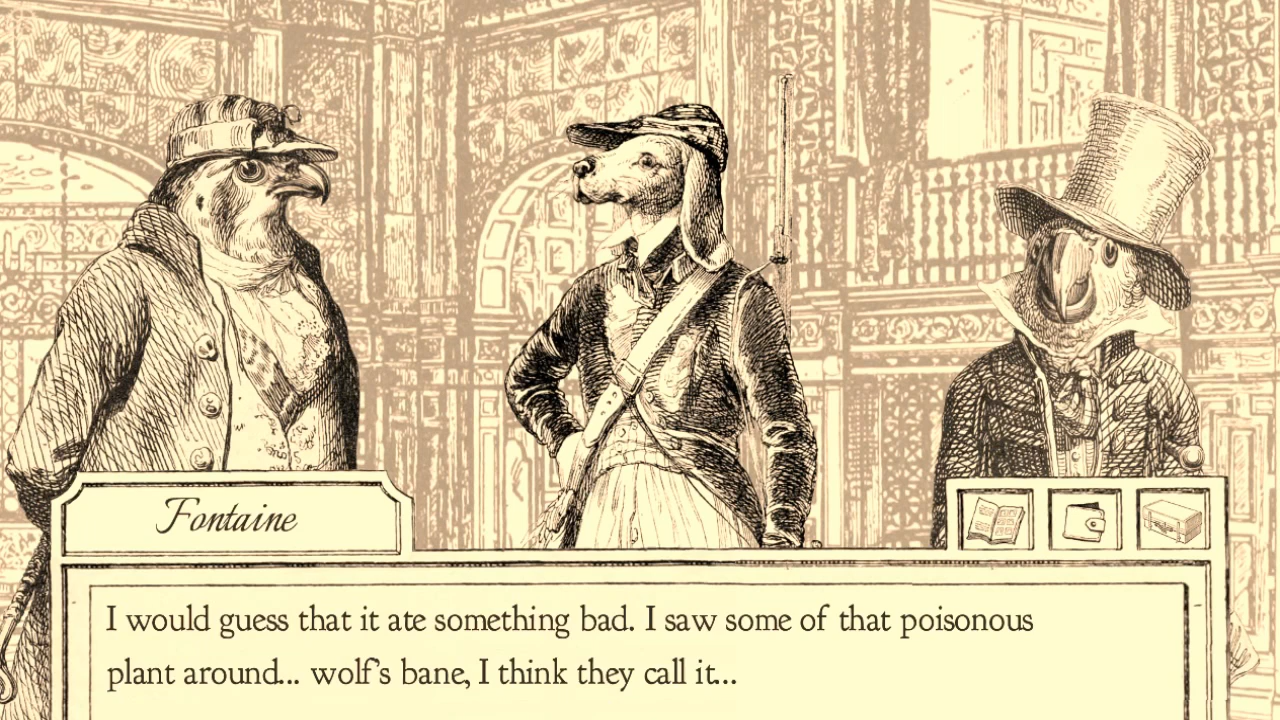 Fontaine
I would guess that it ate something bad. I saw some of that poisonous
plant around... wolf's bane, I think they call it...